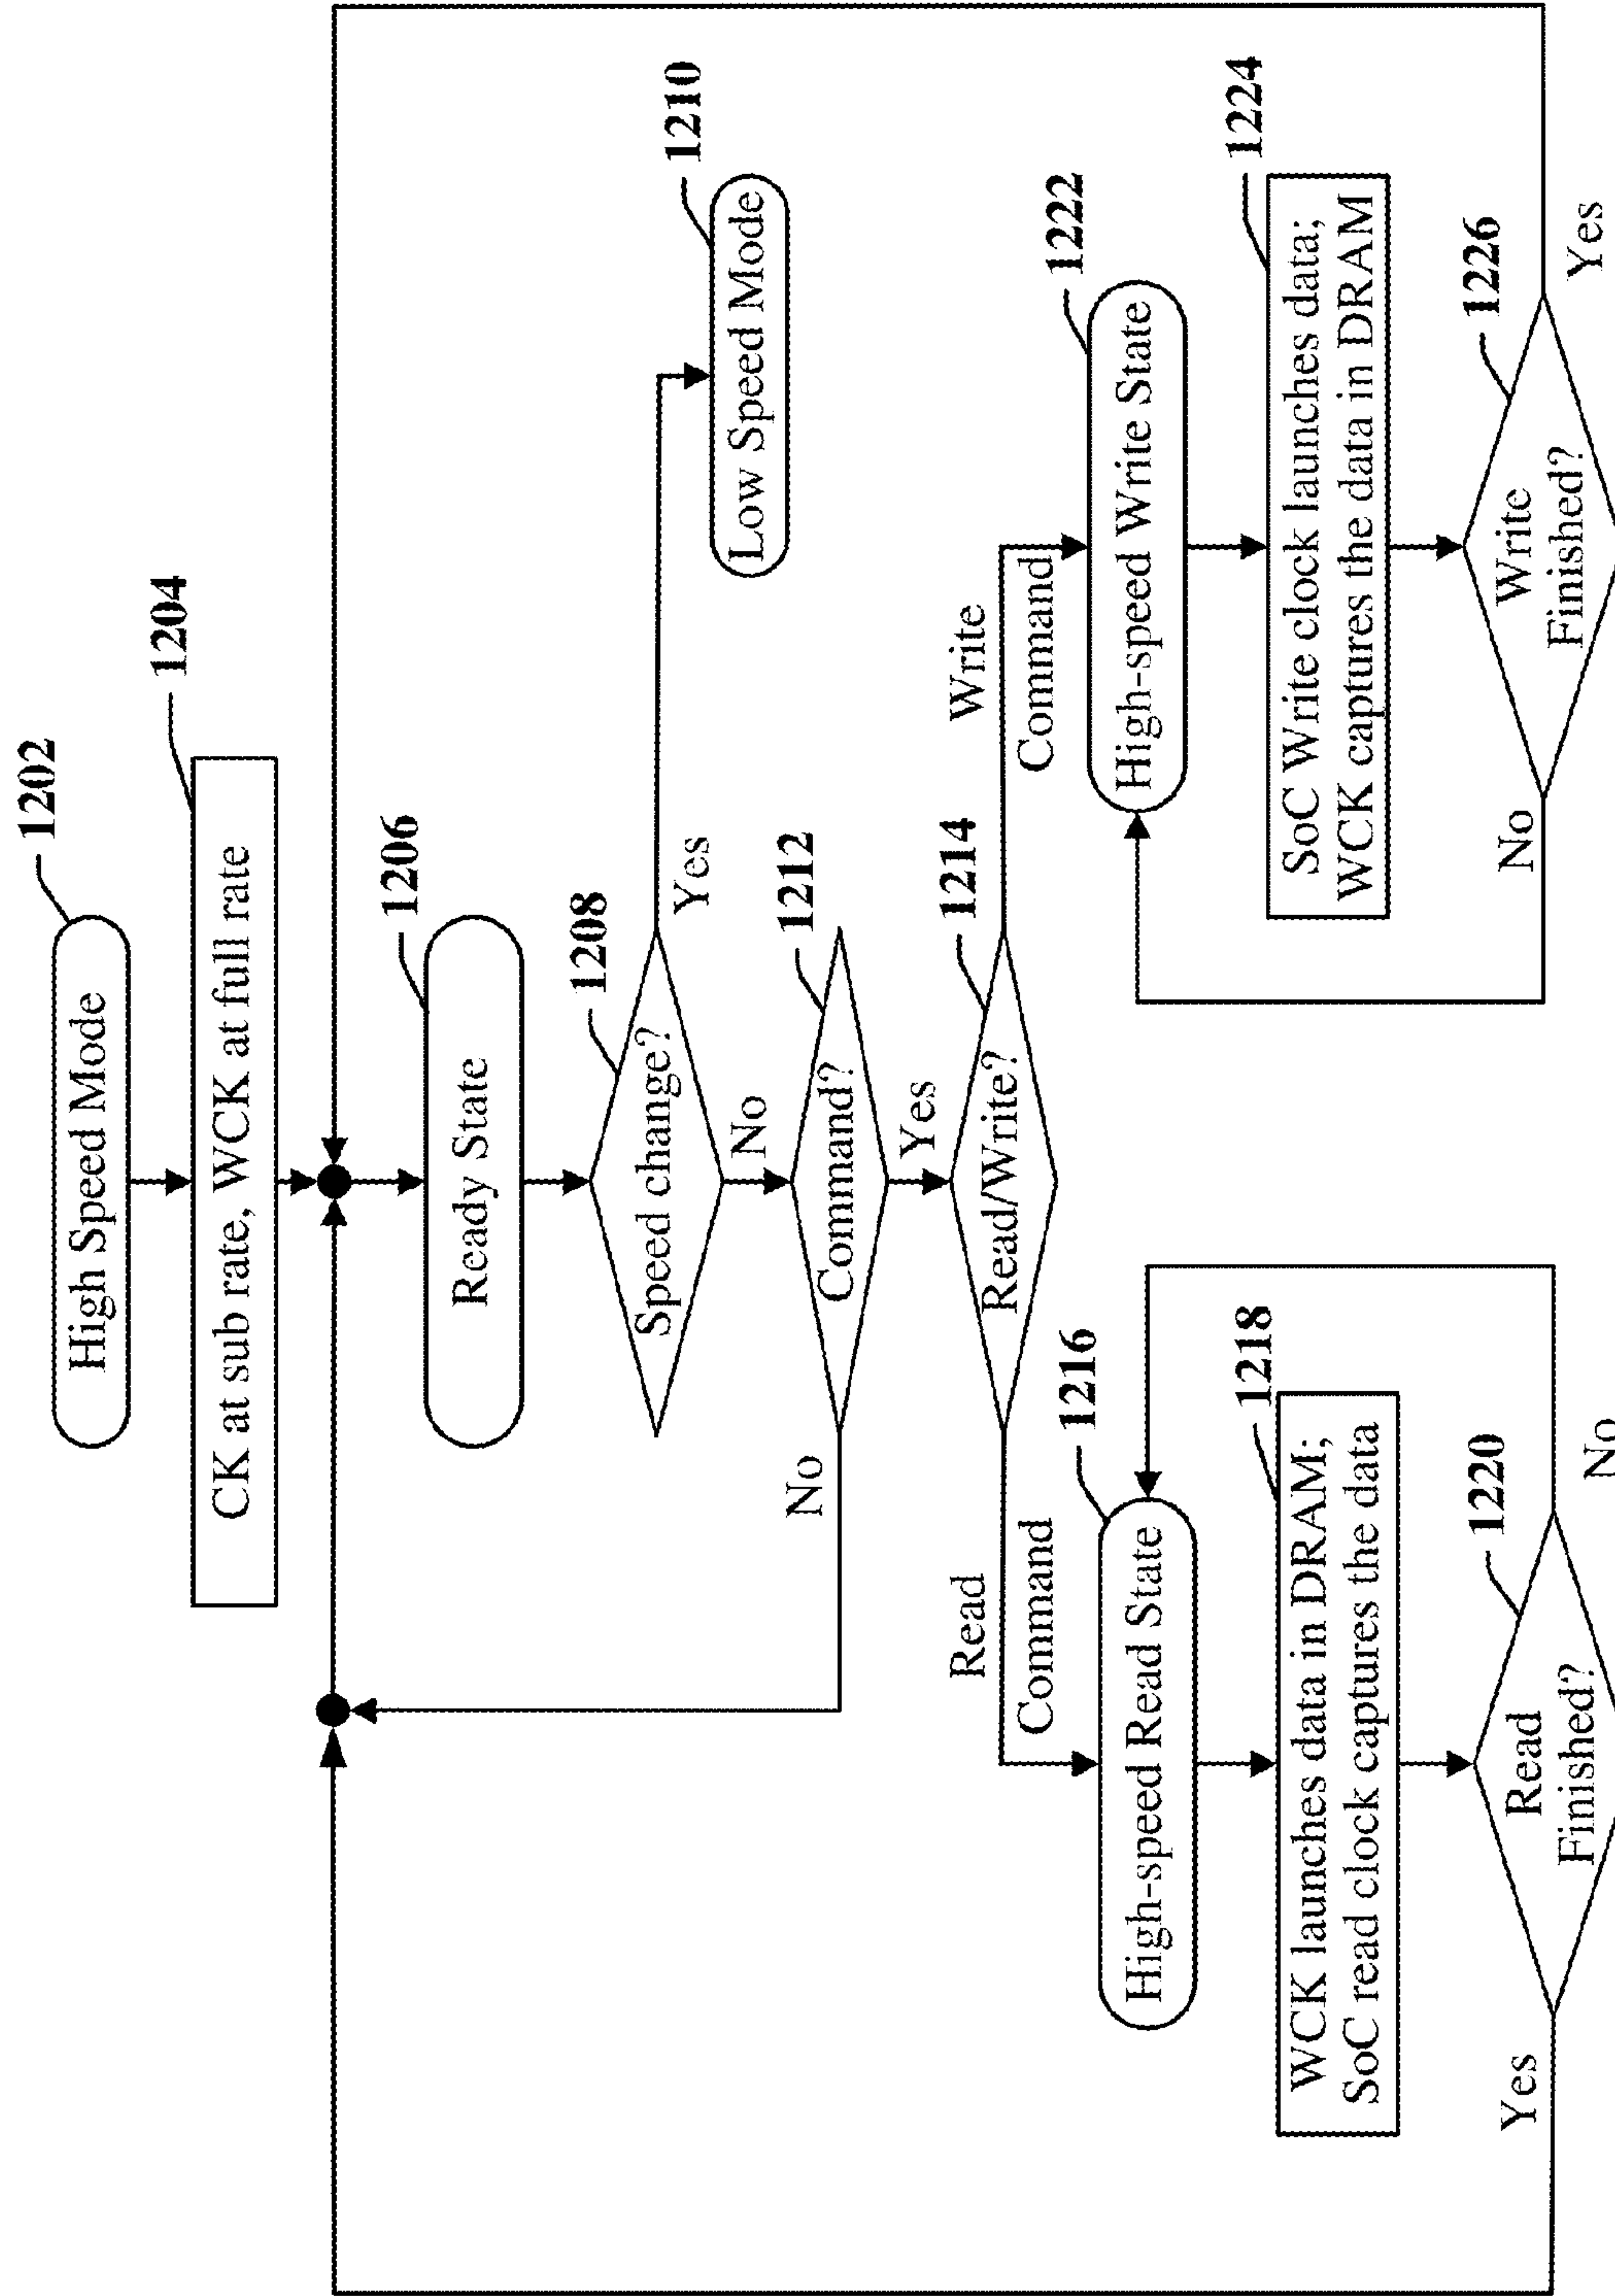 High Speed Mode
1202
CK at sub rate, WCK at full rate
1204
Ready State
1206
Speed change?
1208
Yes
No
Low Speed Mode
1210
Command?
1212
No
Yes
Read/Write?
1214
Read
Command
Write
Command
High-speed Read State
1216
WCK launches data in DRAM;
SoC read clock captures the data
1218
Read
Finished?
1220
Yes
No
High-speed Write State
1222
SoC Write clock launches data;
WCK captures the data in DRAM
1224
Write
Finished?
1226
No
Yes